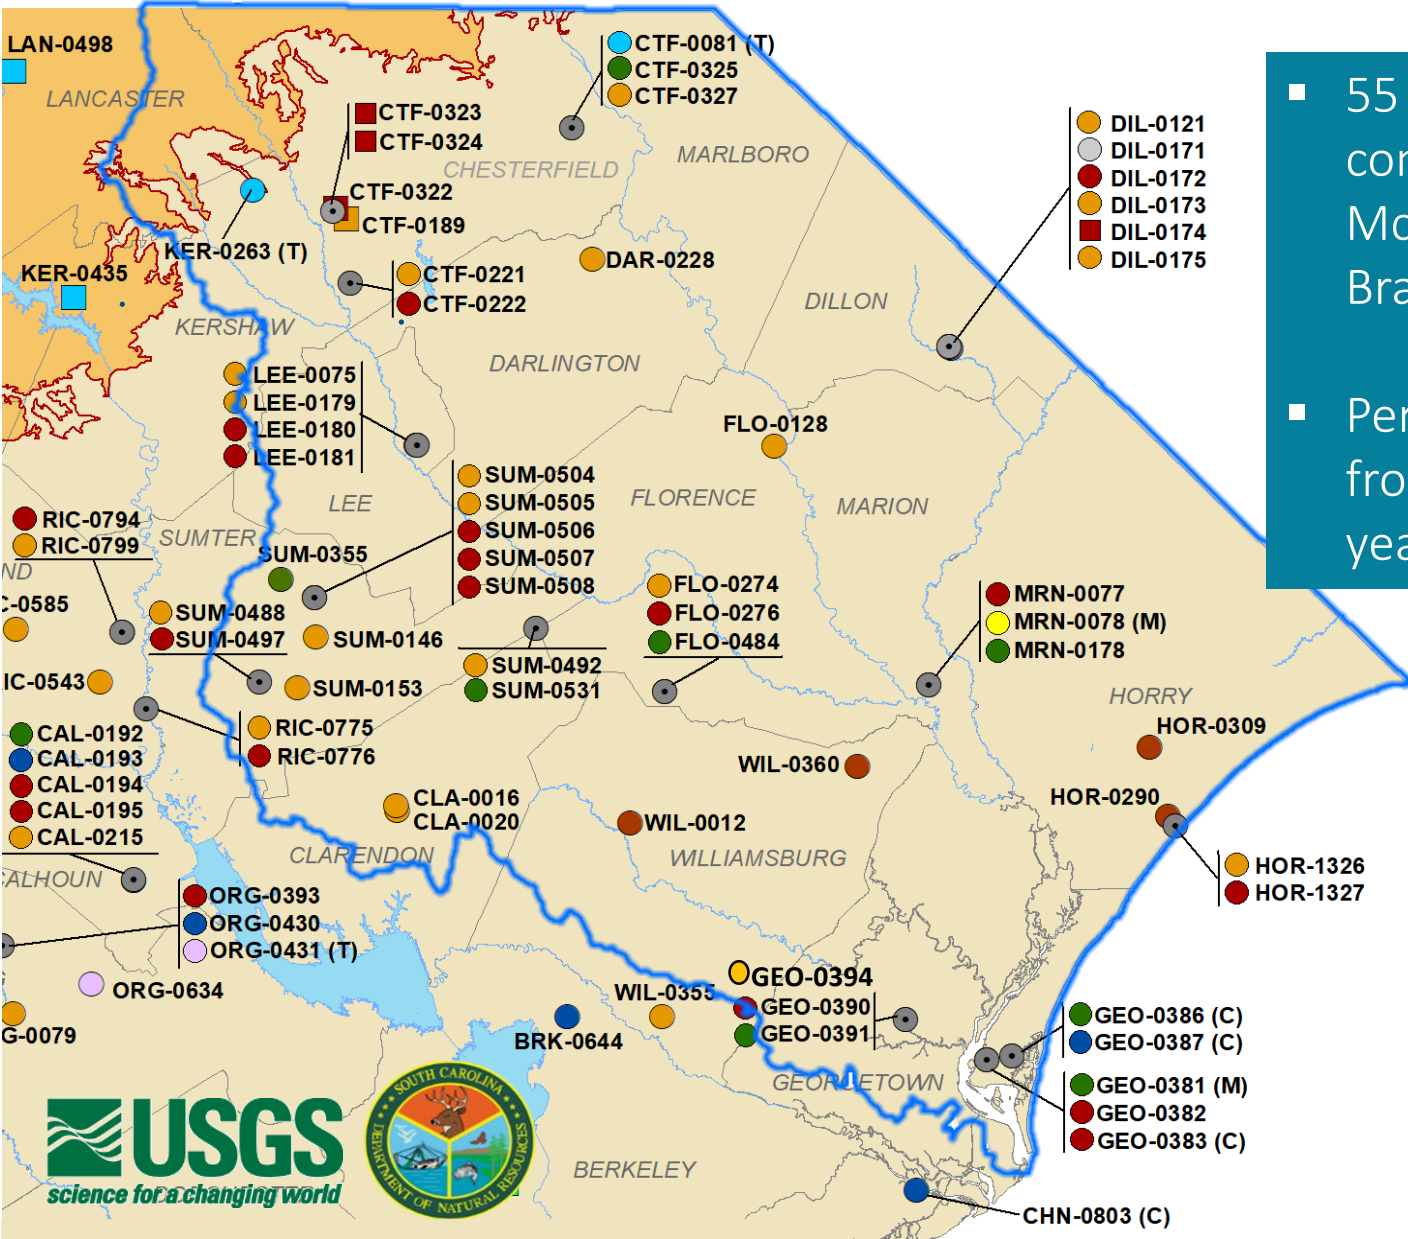 LAN-0498
LANCASTER
CTF-0081 (T)
CTF-0325
CTF-0327
CTF-0323
CTF-0324
CHESTERFIELD
MARLBORO
CTF-0322
CTF-0189
KER-0263 (T)
KER-0435
CTF-0221
CTF-0222
DAR-0228
DIL-0121
DIL-0171
DIL-0172
DIL-0173
DIL-0174
DIL-0175
DILLON
KERSHAW
DARLINGTON
LEE-0075
LEE-0179
LEE-0180
LEE-0181
LEE
FLO-0128
SUM-0504
SUM-0505
SUM-0506
SUM-0507
SUM-0508
FLORENCE
MARION
RIC-0794
RIC-0799
ND
C-0585
SUMTER
SUM-0355
SUM-0488
SUM-0497
SUM-0146
SUM-0153
SUM-0492
SUM-0531
FLO-0274
FLO-0276
FLO-0484
MRN-0077
MRN-0078 (M)
MRN-0178
IC-0543
RIC-0775
RIC-0776
HORRY
HOR-0309
HOR-0290
HOR-1326
HOR-1327
CAL-0192
CAL-0193
CAL-0194
CAL-0195
CAL-0215
ALHOUN
CLA-0016
CLA-0020
CLARENDON
WIL-0360
WIL-0012
WILLIAMSBURG
ORG-0393
ORG-0430
ORG-0431 (T)
ORG-0634
G-0079
BRK-0644
WIL-0355
GEO-0394
GEO-0390
GEO-0391
GEORGETOWN
GEO-0386 (C)
GEO-0387 (C)
GEO-0381 (M)
GEO-0382
GEO-0383 (C)
BERKELEY
CHN-0803 (C)
USGS
science for a changing world
SOUTH CAROLINA
DEPARTMENT OF NATURAL RESOURCES
55
con
Mo
Bra
Per
fro
yea